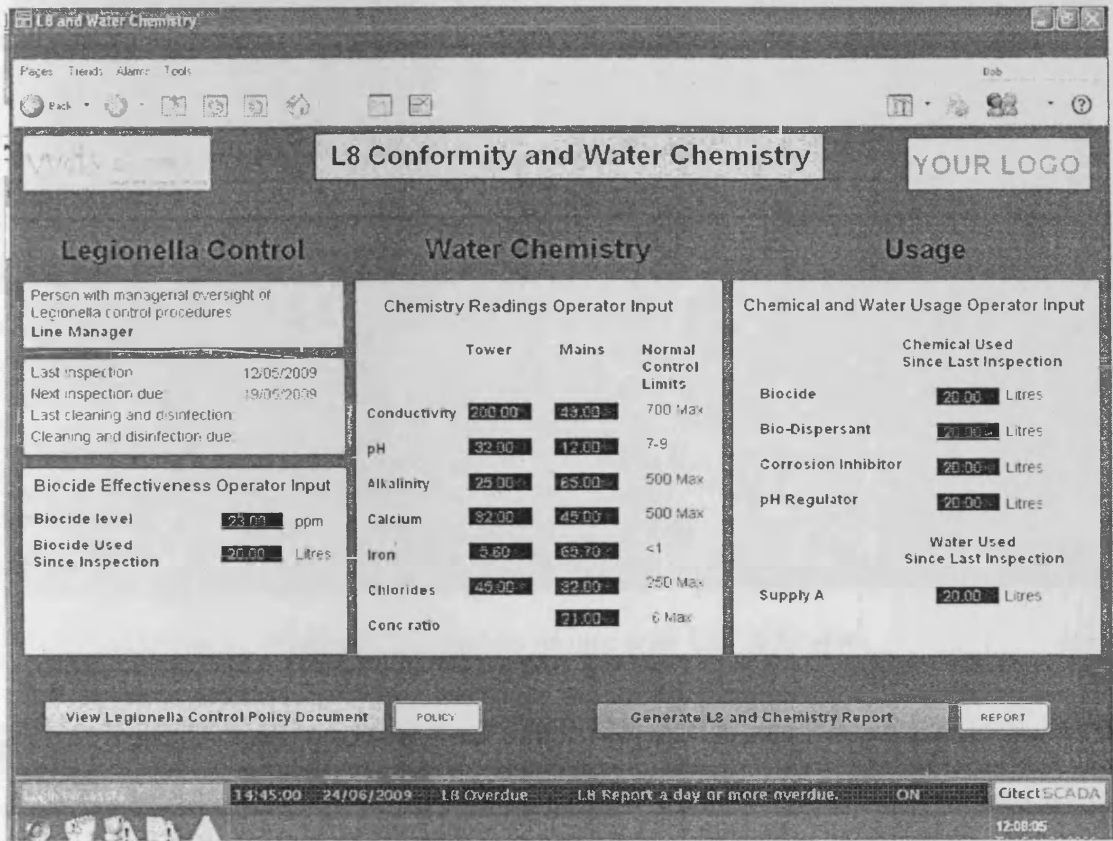 L8 and Water Chemistry
Pages Trends Alarms Tools
Bob
Back
L8 Conformity and Water Chemistry
YOUR LOGO
Legionella Control
Water Chemistry
Usage
Person with managerial oversight of
Legionella control procedures
Line Manager
Last inspection 12/05/2009
Next inspection due 19/05/2009
Last cleaning and disinfection
Cleaning and disinfection due
Biocide Effectiveness Operator Input
Biocide level 23.00 ppm
Biocide Used
Since Inspection 20.00 Litres
Chemistry Readings Operator Input
Tower Mains Normal
Control
Limits
Conductivity 200.00 49.00 700 Max
pH 32.00 12.00 7-9
Alkalinity 25.00 65.00 500 Max
Calcium 32.00 45.00 500 Max
Iron 5.60 65.70 <1
Chlorides 45.00 32.00 250 Max
Conc ratio 21.00 6 Max
Chemical and Water Usage Operator Input
Chemical Used
Since Last Inspection
Biocide 20.00 Litres
Bio-Dispersant 20.00 Litres
Corrosion Inhibitor 20.00 Litres
pH Regulator 20.00 Litres
Water Used
Since Last Inspection
Supply A 20.00 Litres
View Legionella Control Policy Document POLICY
Generate L8 and Chemistry Report REPORT
14:45:00 24/06/2009 L8 Overdue L8 Report a day or more overdue. ON
Citect SCADA
12:08:05